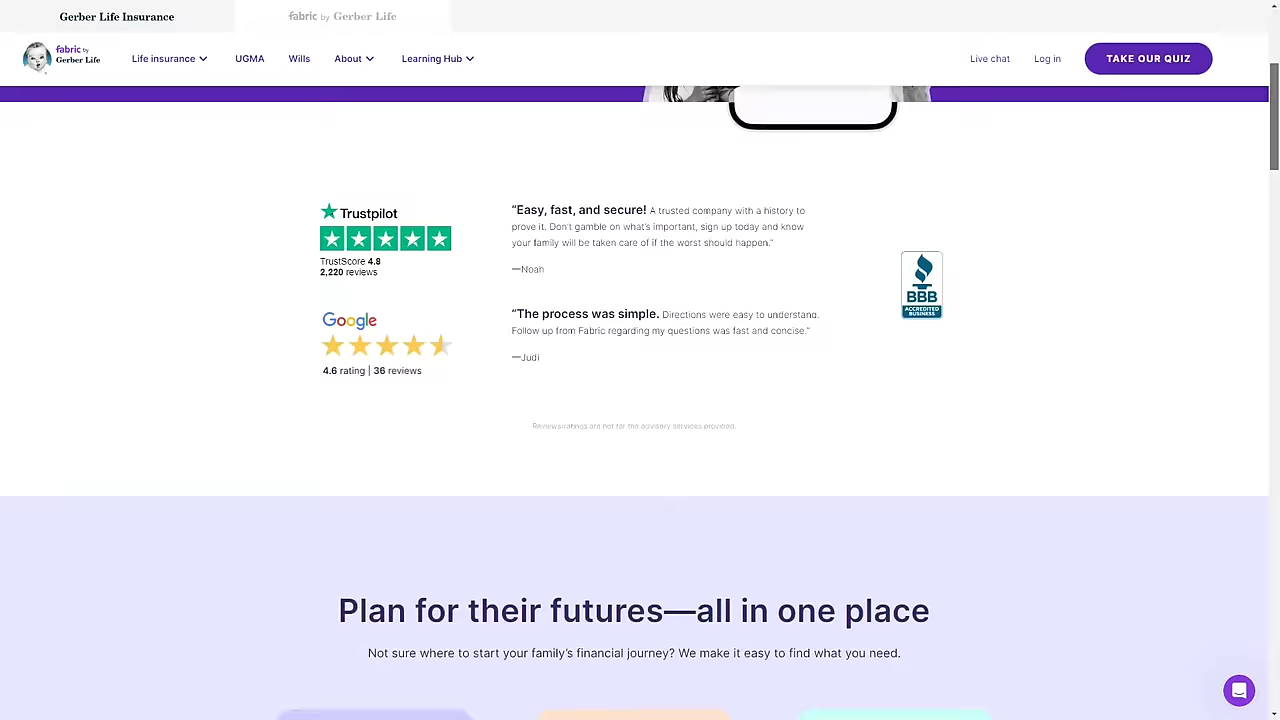 Gerber Life Insurance
fabric by Gerber Life
fabric by
Gerber Life
Life insurance
UGMA
Wills
About
Learning Hub
Live chat
Log in
TAKE OUR QUIZ
Trustpilot
TrustScore 4.8
2,220 reviews
“Easy, fast, and secure! A trusted company with a history to
prove it. Don't gamble on what's important, sign up today and know
your family will be taken care of if the worst should happen.”
—Noah
Google
4.6 rating | 36 reviews
“The process was simple. Directions were easy to understand.
Follow up from Fabric regarding my questions was fast and concise.”
—Judi
BBB
ACCREDITED
BUSINESS
Reviews/ratings are not for the advisory services provided.
Plan for their futures—all in one place
Not sure where to start your family's financial journey? We make it easy to find what you need.